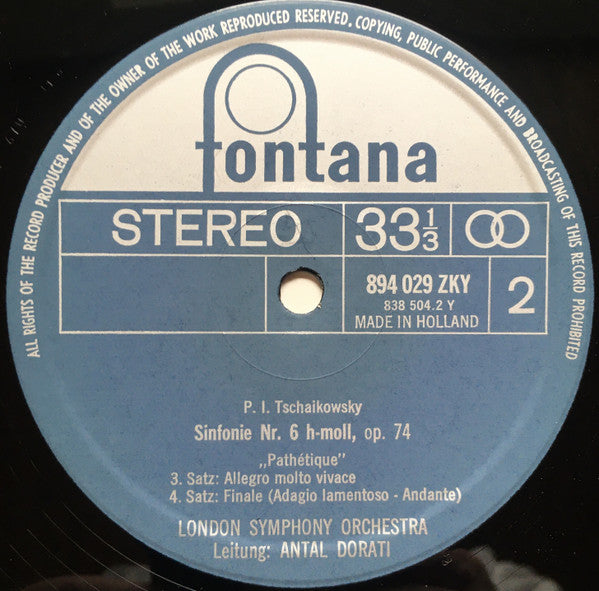 ALL RIGHTS OF THE RECORD PRODUCER AND OF THE OWNER OF THE WORK REPRODUCED RESERVED, COPYING, PUBLIC PERFORMANCE AND BROADCASTING OF THIS RECORD PROHIBITED
fontana
STEREO 33⅓
894 029 ZKY 2
838 504.2 Y
MADE IN HOLLAND
P. I. Tschaikowsky
Sinfonie Nr. 6 h-moll, op. 74
„Pathétique"
3. Satz: Allegro molto vivace
4. Satz: Finale (Adagio lamentoso - Andante)
LONDON SYMPHONY ORCHESTRA
Leitung: ANTAL DORATI